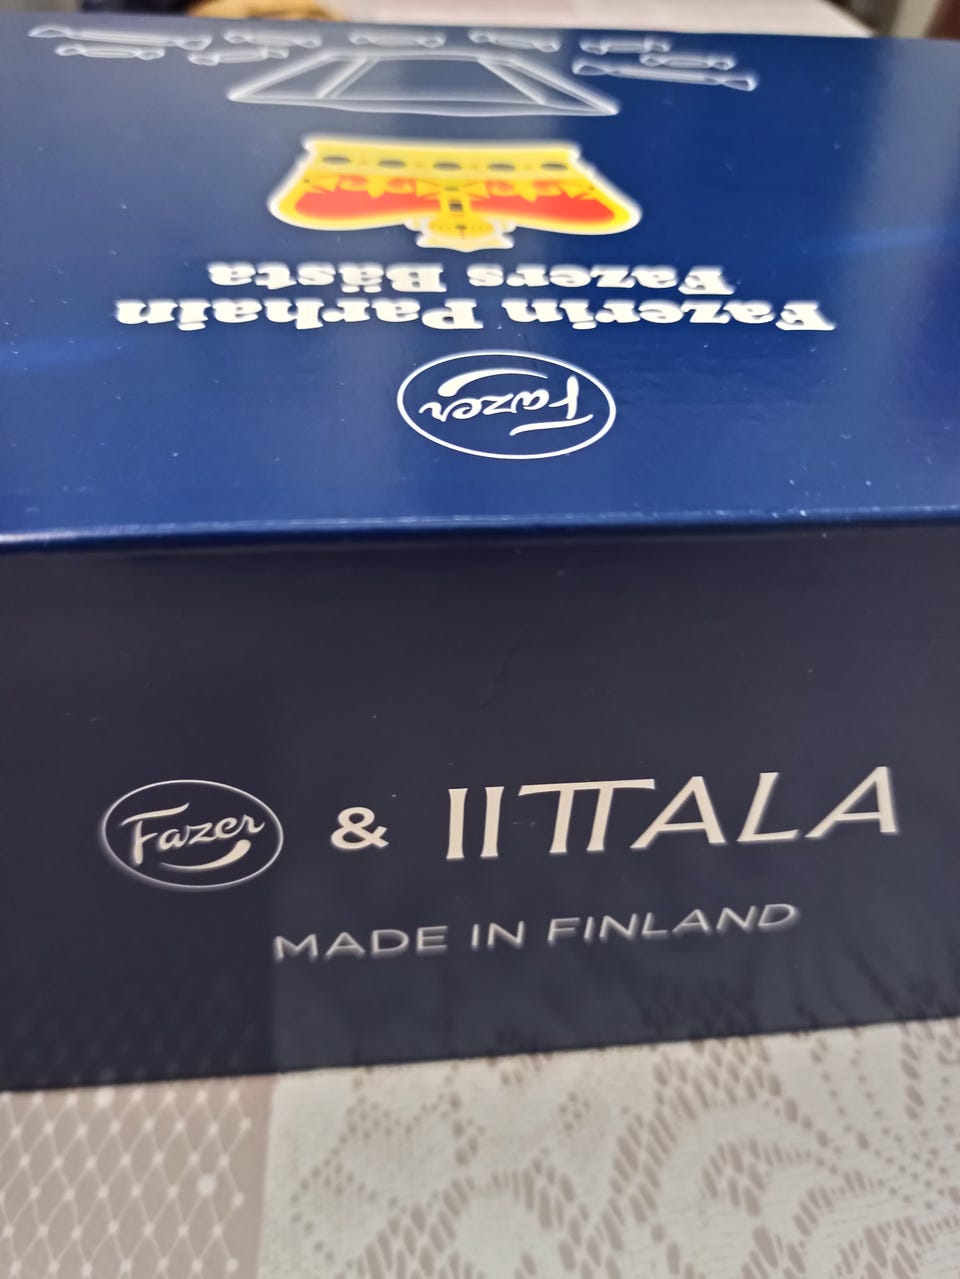 Fazer
Fazerin Parhain
Fazers Bästa
Fazer & IITTALA
MADE IN FINLAND